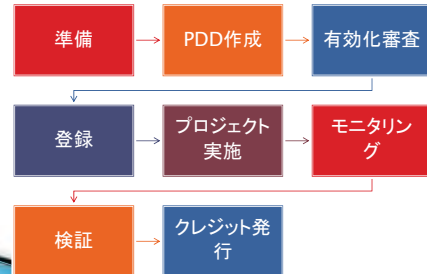 準備
PDD作成
有効化審査
登録
プロジェクト
実施
モニタリン
グ
検証
クレジット発
行